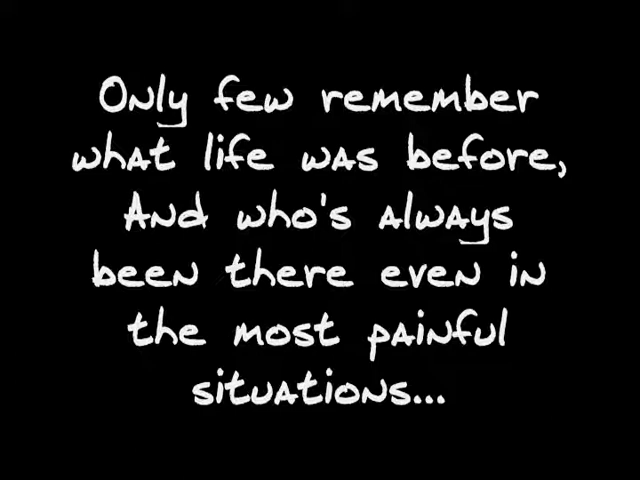 Only few remember
what life was before,
And who's always
been there even in
the most painful
situations...